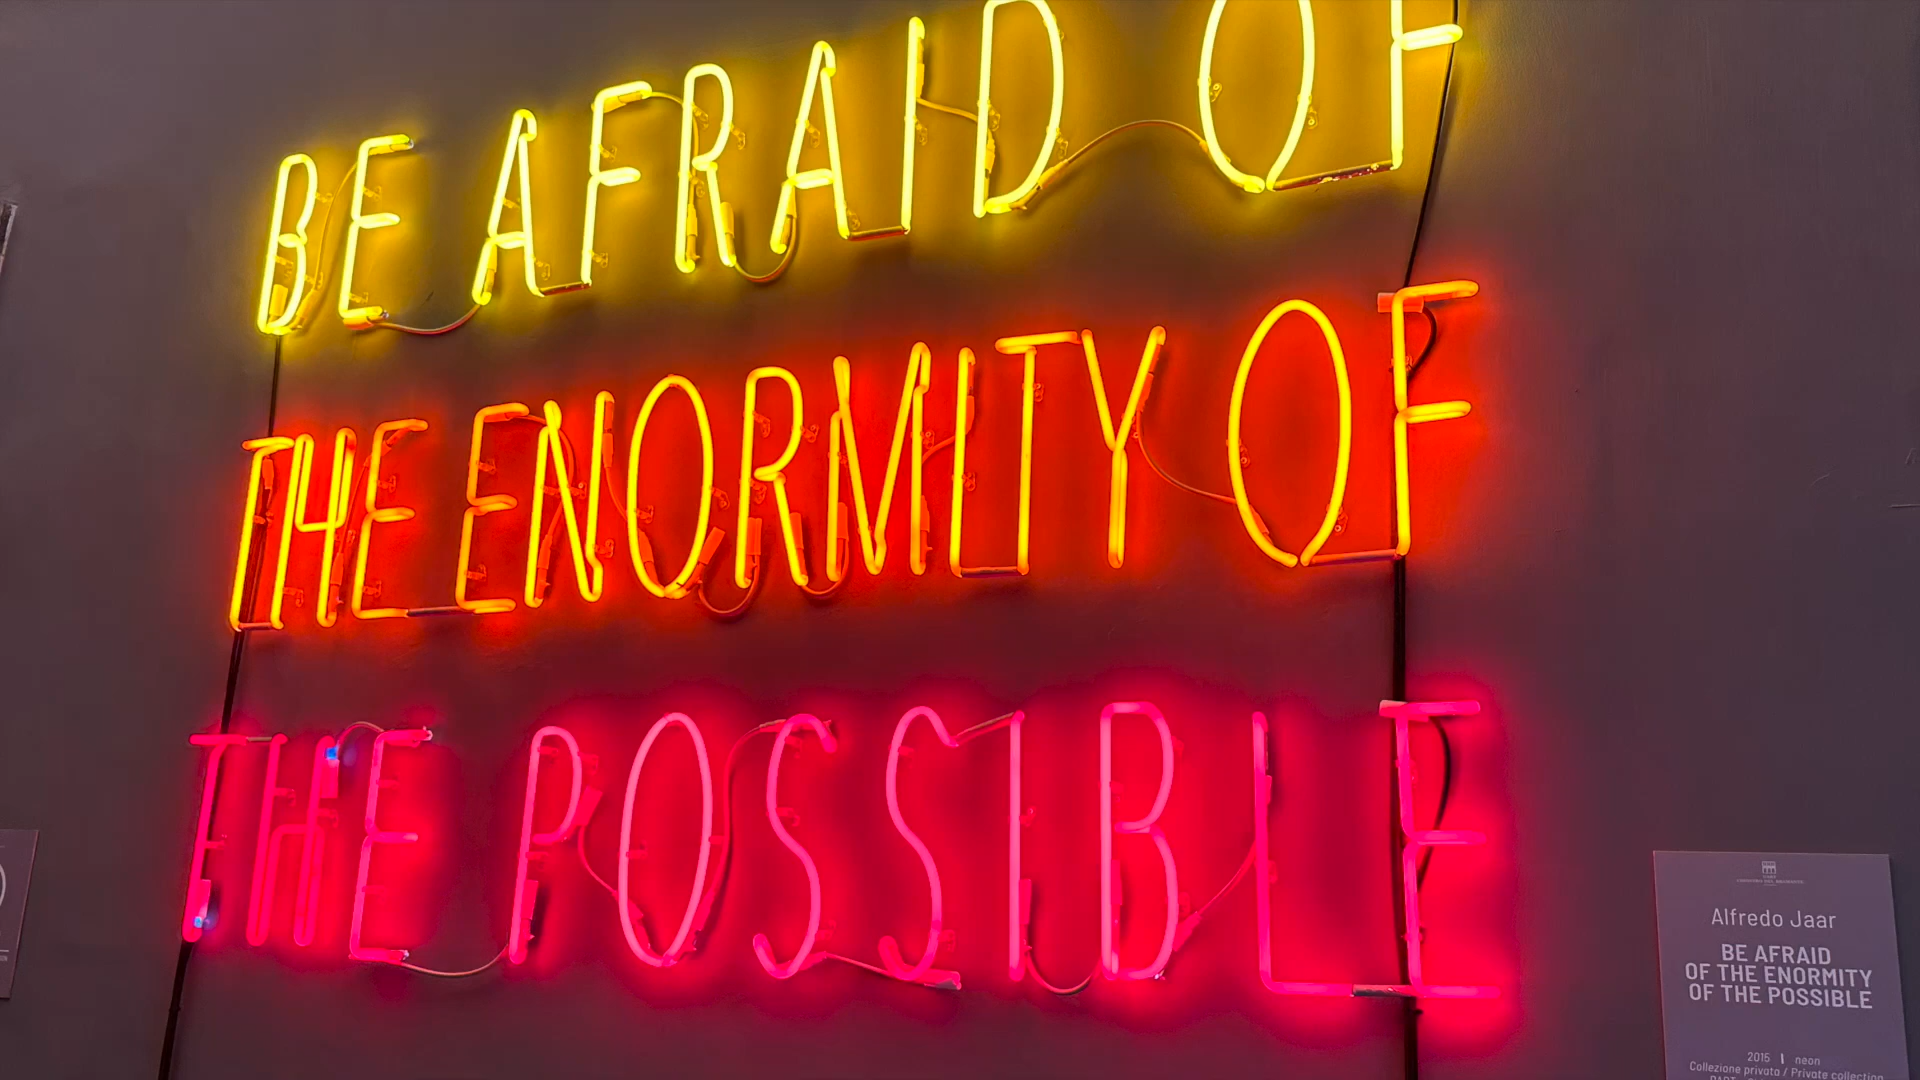 BE AFRAID OF
THE ENORMITY OF
THE POSSIBLE
Alfredo Jaar
BE AFRAID
OF THE ENORMITY
OF THE POSSIBLE
2015 | neon
Collezione privata / Private collection